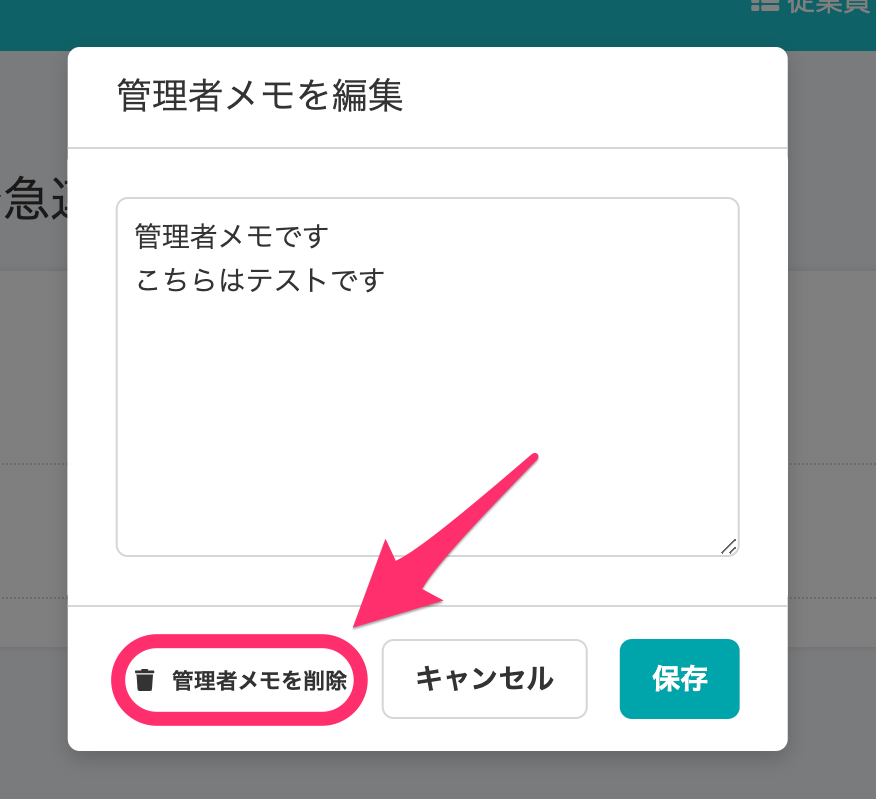 従業員
管理者メモを編集
急
管理者メモです
こちらはテストです
管理者メモを削除
キャンセル
保存